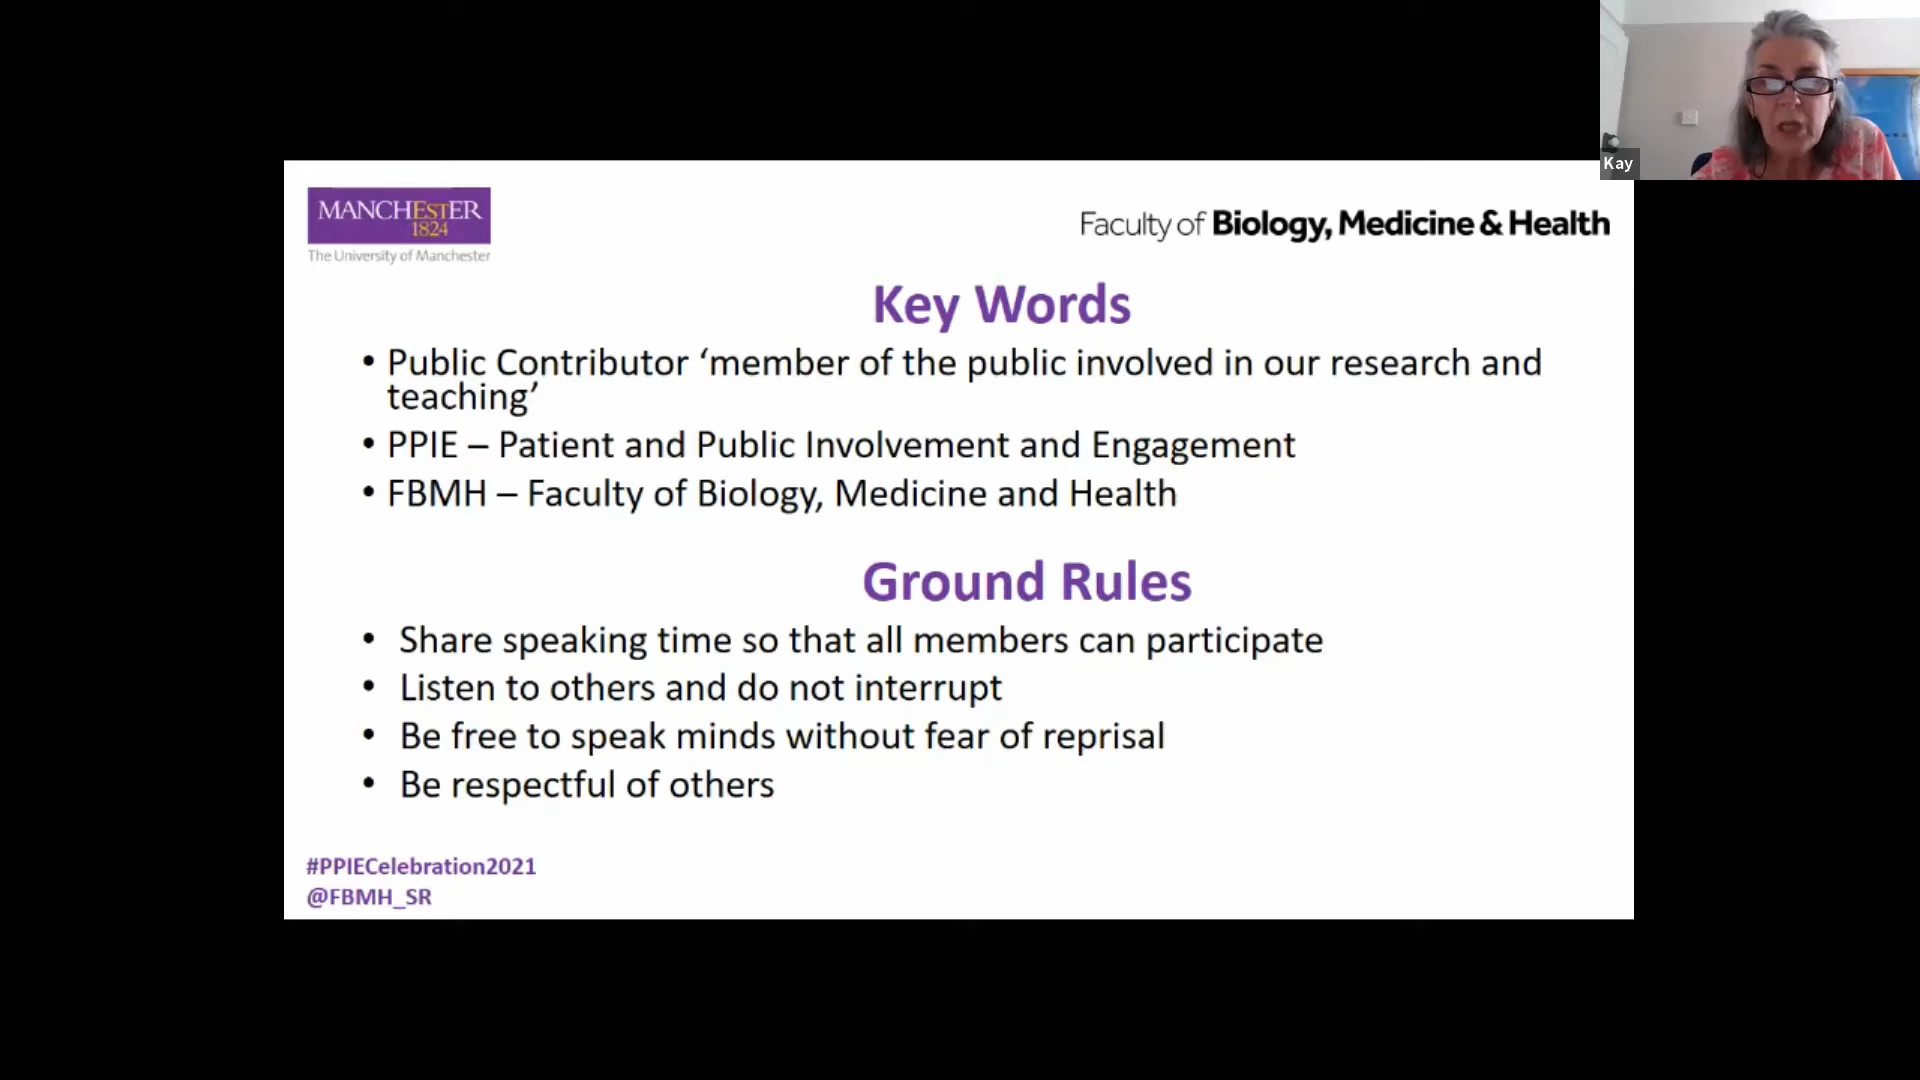 Kay
MANCHESTER
1824
The University of Manchester
Faculty of Biology, Medicine & Health
Key Words
• Public Contributor ‘member of the public involved in our research and
teaching’
• PPIE – Patient and Public Involvement and Engagement
• FBMH – Faculty of Biology, Medicine and Health
Ground Rules
• Share speaking time so that all members can participate
• Listen to others and do not interrupt
• Be free to speak minds without fear of reprisal
• Be respectful of others
#PPIECelebration2021
@FBMH_SR